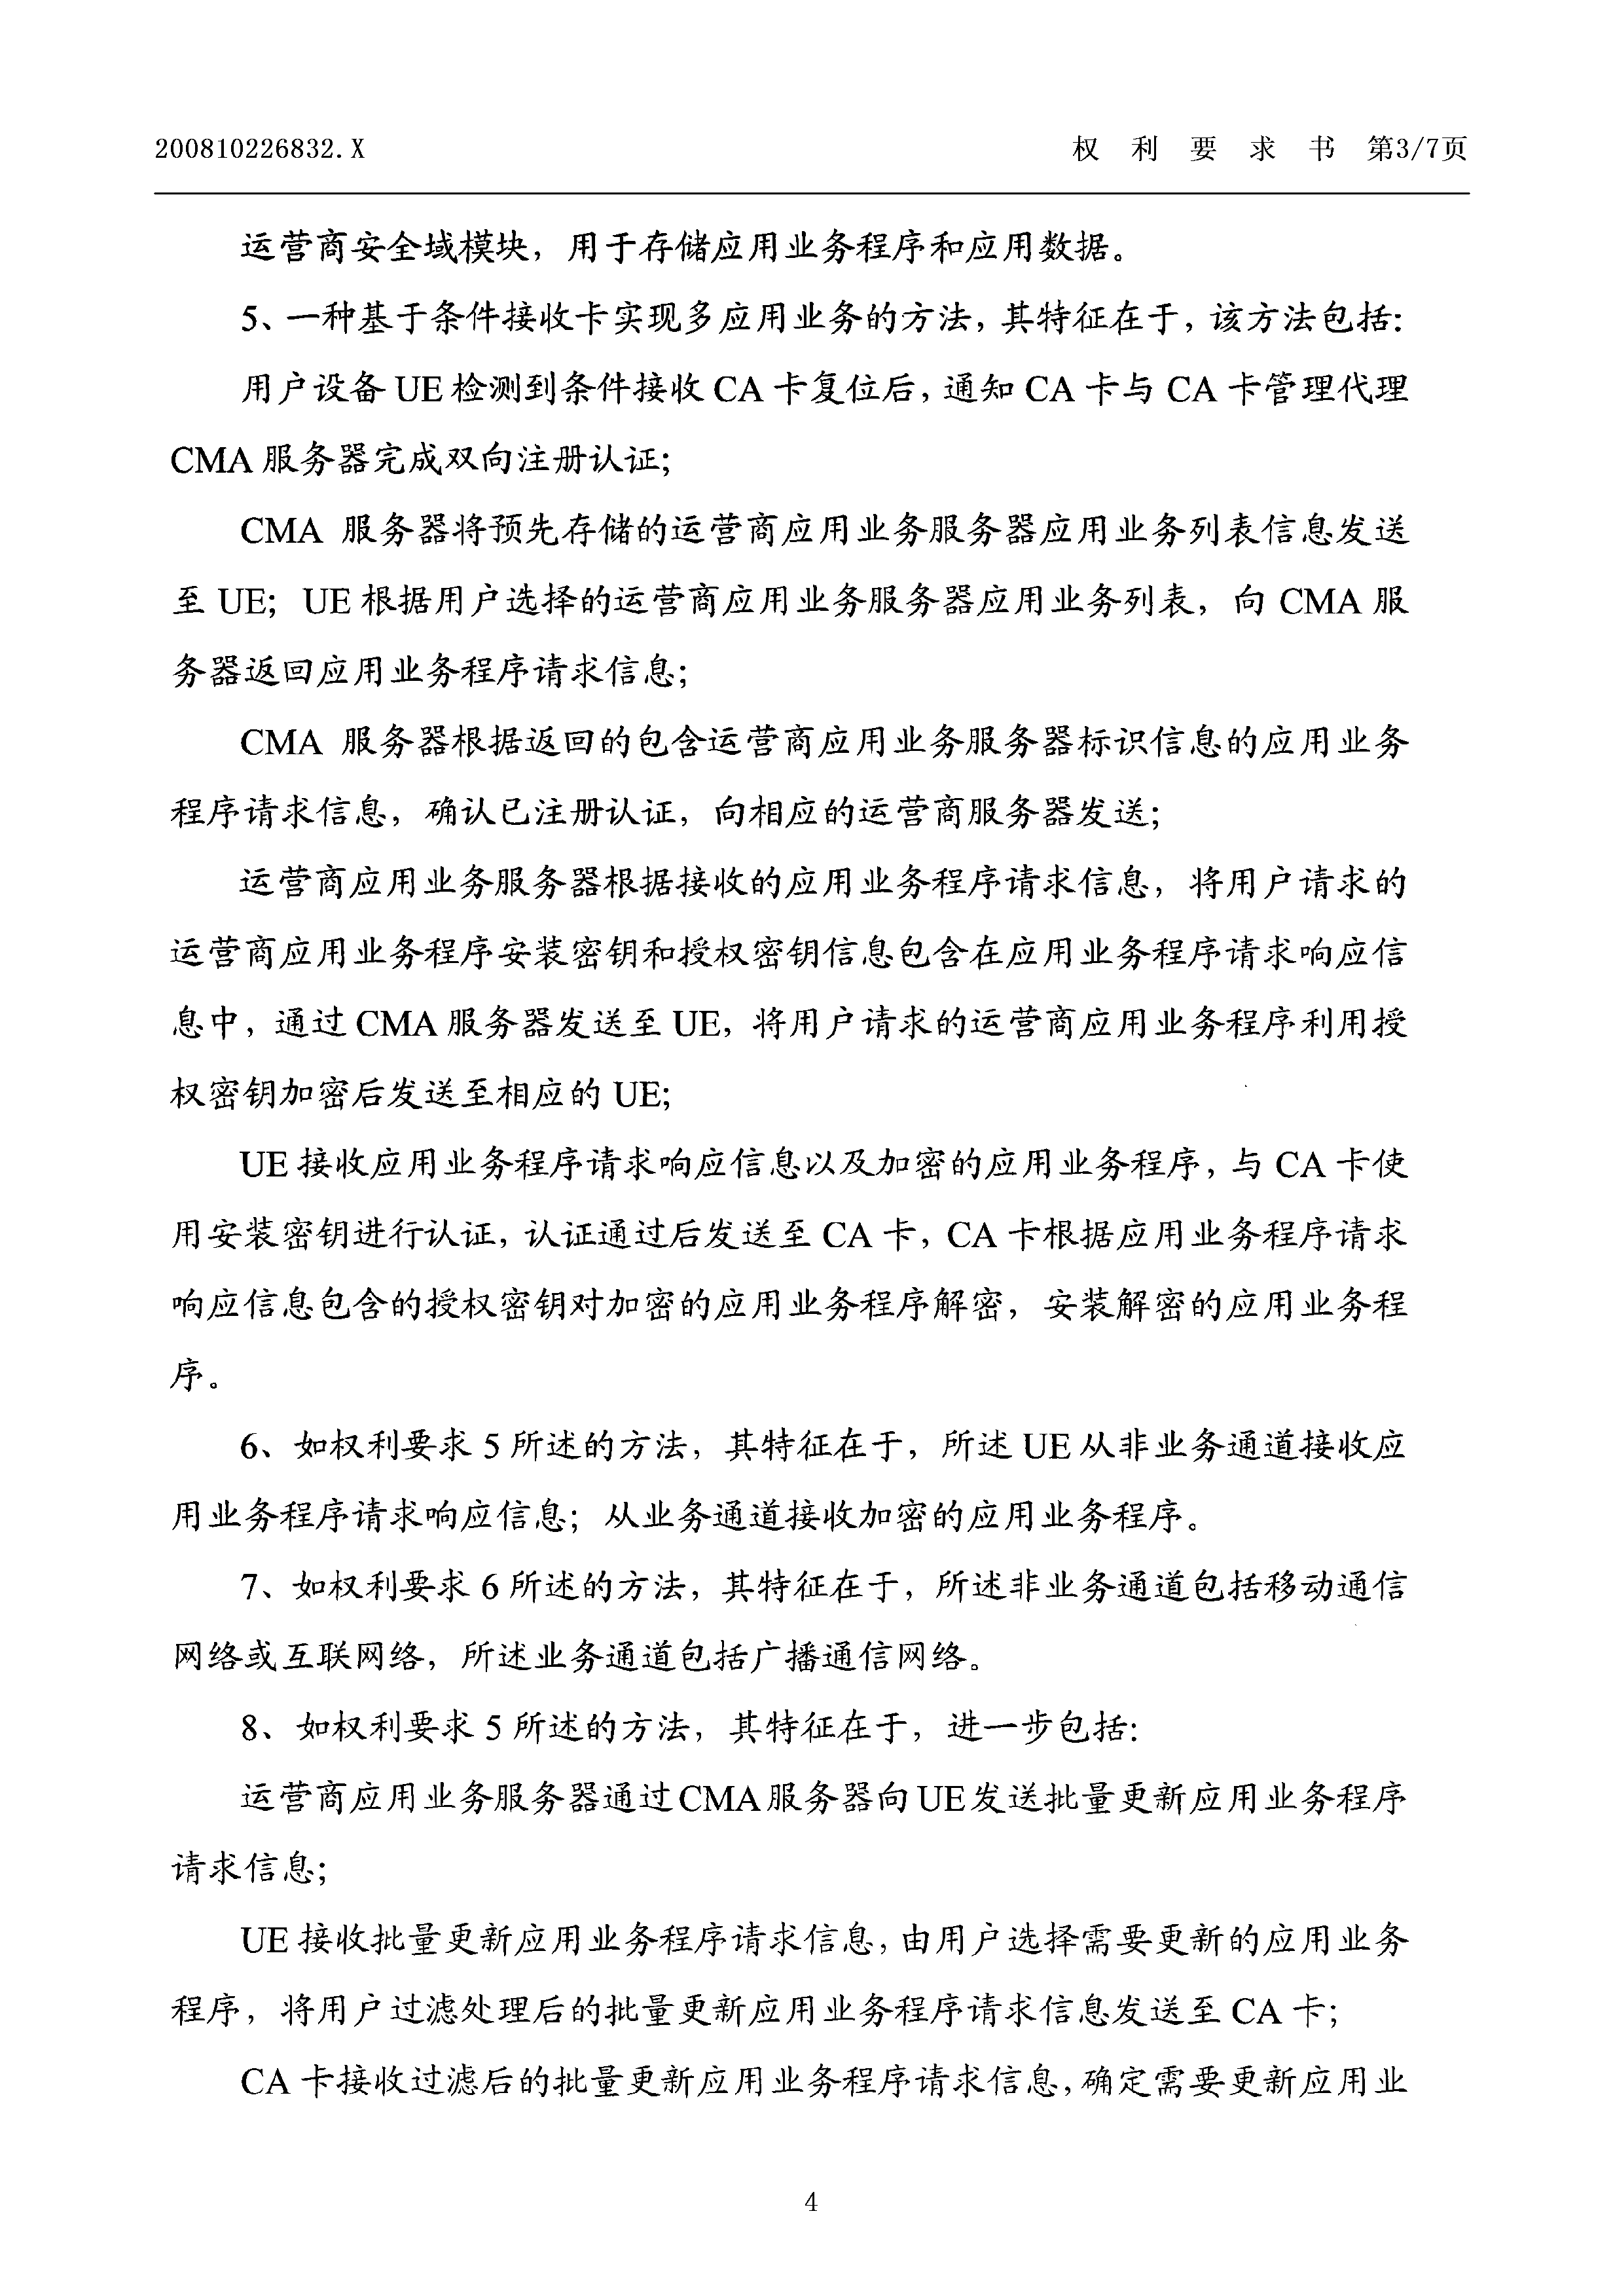 200810226832.X 权利要求书 第3/7页
运营商安全域模块，用于存储应用业务程序和应用数据。
5、一种基于条件接收卡实现多应用业务的方法，其特征在于，该方法包括：
用户设备 UE 检测到条件接收 CA 卡复位后，通知 CA 卡与 CA 卡管理代理
CMA 服务器完成双向注册认证；
CMA 服务器将预先存储的运营商应用业务服务器应用业务列表信息发送
至 UE；UE 根据用户选择的运营商应用业务服务器应用业务列表，向 CMA 服
务器返回应用业务程序请求信息；
CMA 服务器根据返回的包含运营商应用业务服务器标识信息的应用业务
程序请求信息，确认已注册认证，向相应的运营商服务器发送；
运营商应用业务服务器根据接收的应用业务程序请求信息，将用户请求的
运营商应用业务程序安装密钥和授权密钥信息包含在应用业务程序请求响应信
息中，通过 CMA 服务器发送至 UE，将用户请求的运营商应用业务程序利用授
权密钥加密后发送至相应的 UE；
UE 接收应用业务程序请求响应信息以及加密的应用业务程序，与 CA 卡使
用安装密钥进行认证，认证通过后发送至 CA 卡，CA 卡根据应用业务程序请求
响应信息包含的授权密钥对加密的应用业务程序解密，安装解密的应用业务程
序。
6、如权利要求 5 所述的方法，其特征在于，所述 UE 从非业务通道接收应
用业务程序请求响应信息；从业务通道接收加密的应用业务程序。
7、如权利要求 6 所述的方法，其特征在于，所述非业务通道包括移动通信
网络或互联网络，所述业务通道包括广播通信网络。
8、如权利要求 5 所述的方法，其特征在于，进一步包括：
运营商应用业务服务器通过CMA服务器向UE发送批量更新应用业务程序
请求信息；
UE 接收批量更新应用业务程序请求信息，由用户选择需要更新的应用业务
程序，将用户过滤处理后的批量更新应用业务程序请求信息发送至 CA 卡；
CA 卡接收过滤后的批量更新应用业务程序请求信息，确定需要更新应用业
4